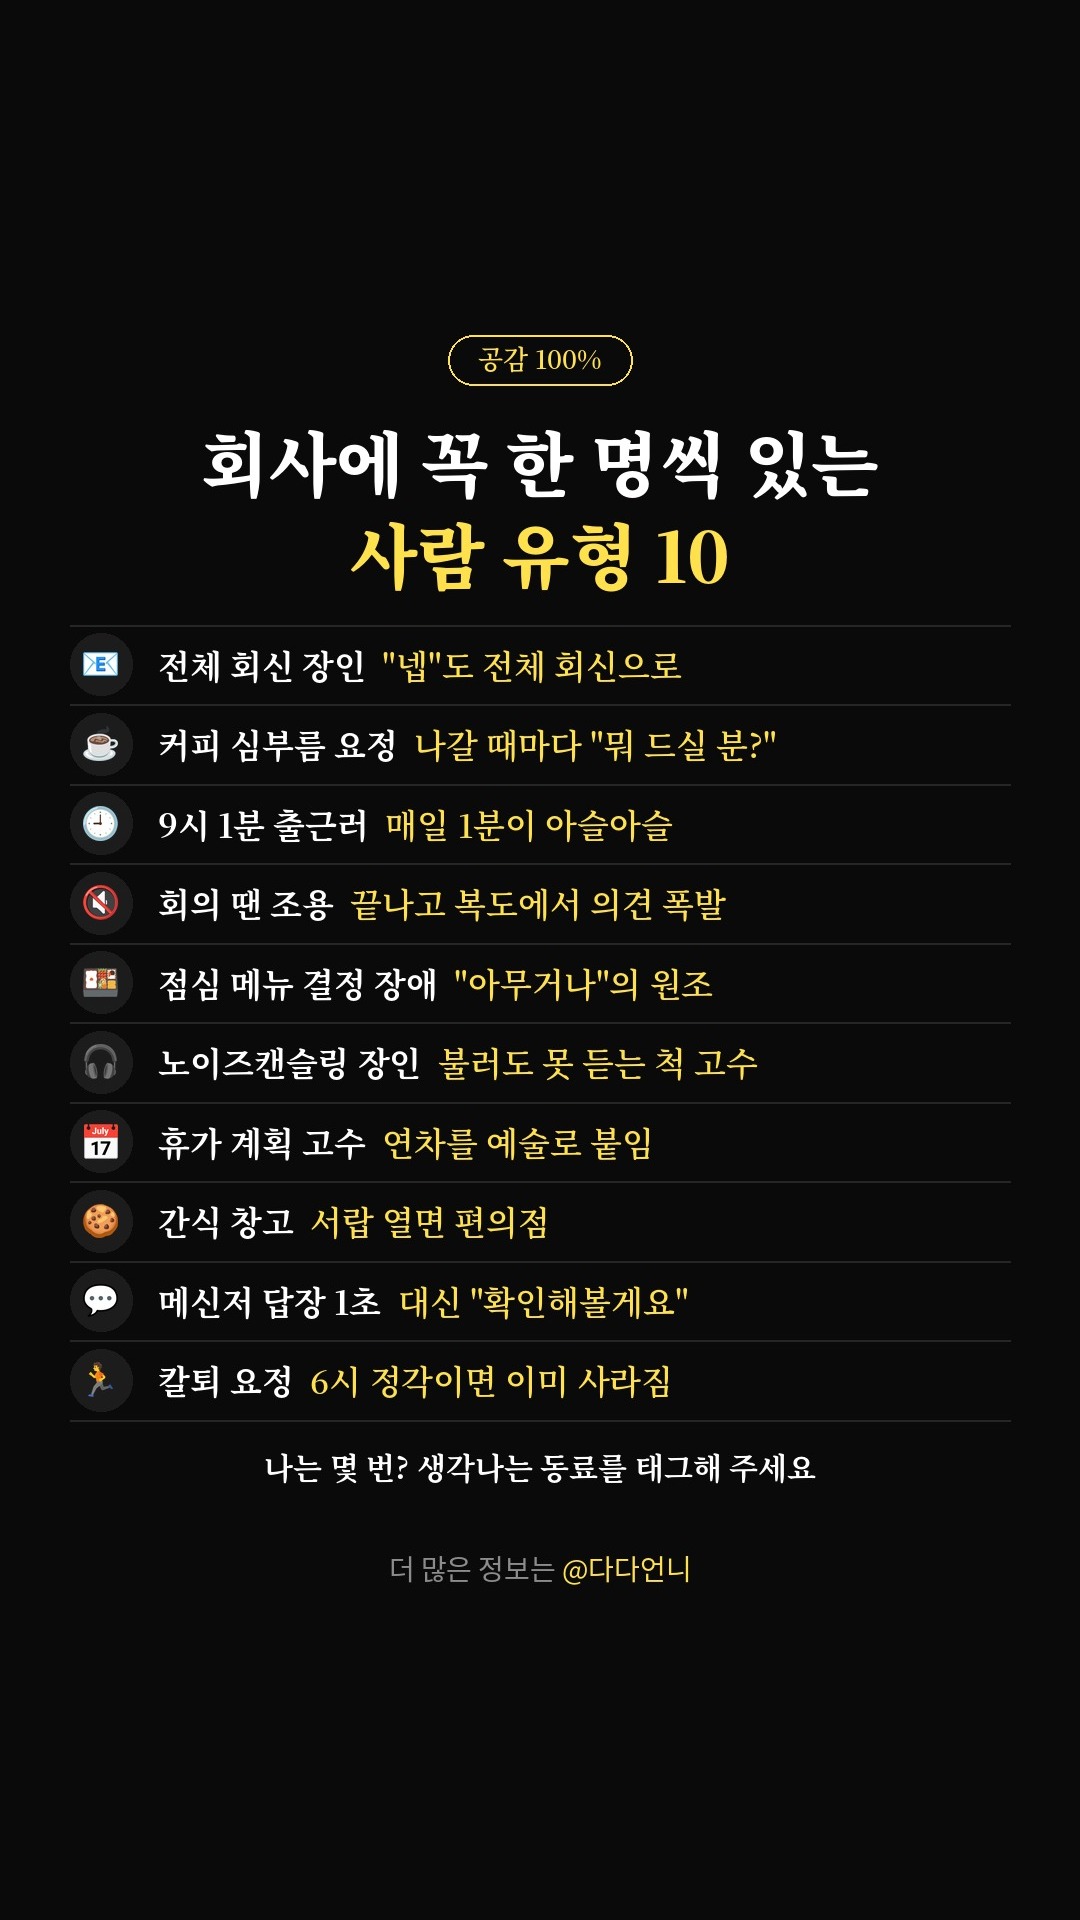 공감 100%
회사에 꼭 한 명씩 있는
사람 유형 10
전체 회신 장인 "넵"도 전체 회신으로
커피 심부름 요정 나갈 때마다 "뭐 드실 분?"
9시 1분 출근러 매일 1분이 아슬아슬
회의 땐 조용 끝나고 복도에서 의견 폭발
점심 메뉴 결정 장애 "아무거나"의 원조
노이즈캔슬링 장인 불러도 못 듣는 척 고수
July
17
휴가 계획 고수 연차를 예술로 붙임
간식 창고 서랍 열면 편의점
메신저 답장 1초 대신 "확인해볼게요"
칼퇴 요정 6시 정각이면 이미 사라짐
나는 몇 번? 생각나는 동료를 태그해 주세요
더 많은 정보는 @다다언니